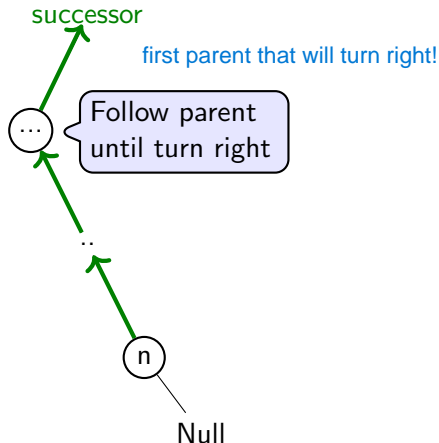 successor
first parent that will turn right!
...
Follow parent
until turn right
..
n
Null